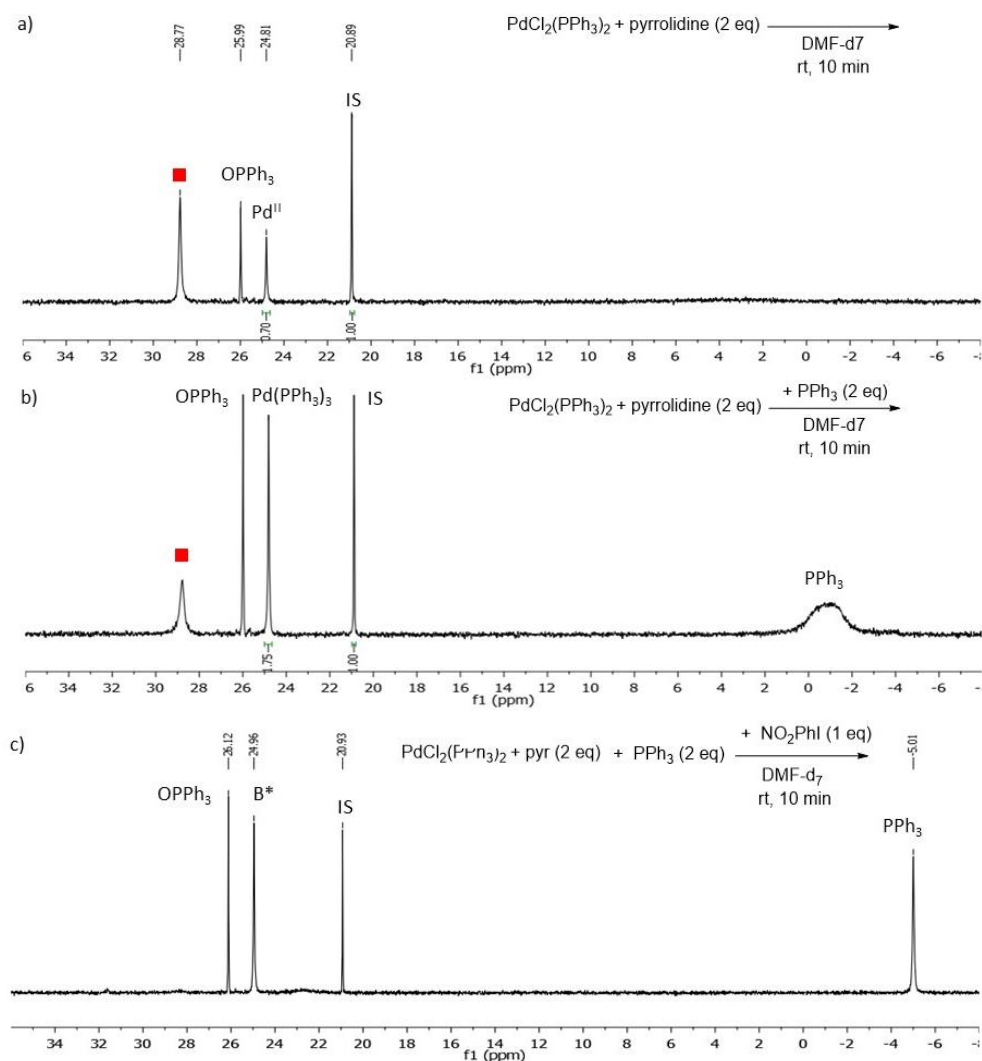 a)
PdCl2(PPh3)2 + pyrrolidine (2 eq)
DMF-d7
rt, 10 min
28.77
25.99
24.81
20.89
IS
OPPh3
PdII
0.70
1.00
6 34 32 30 28 26 24 22 20 18 16 14 12 10 8 6 4 2 0 -2 -4 -6
f1 (ppm)
b)
OPPh3 Pd(PPh3)3 IS
PdCl2(PPh3)2 + pyrrolidine (2 eq) + PPh3 (2 eq)
DMF-d7
rt, 10 min
PPh3
1.75
1.00
6 34 32 30 28 26 24 22 20 18 16 14 12 10 8 6 4 2 0 -2 -4 -6
f1 (ppm)
c)
26.12
24.96
20.93
-5.01
+ NO2PhI (1 eq)
PdCl2(PPh3)2 + pyr (2 eq) + PPh3 (2 eq)
DMF-d7
rt, 10 min
OPPh3 B* IS
PPh3
34 32 30 28 26 24 22 20 18 16 14 12 10 8 6 4 2 0 -2 -4 -6
f1 (ppm)